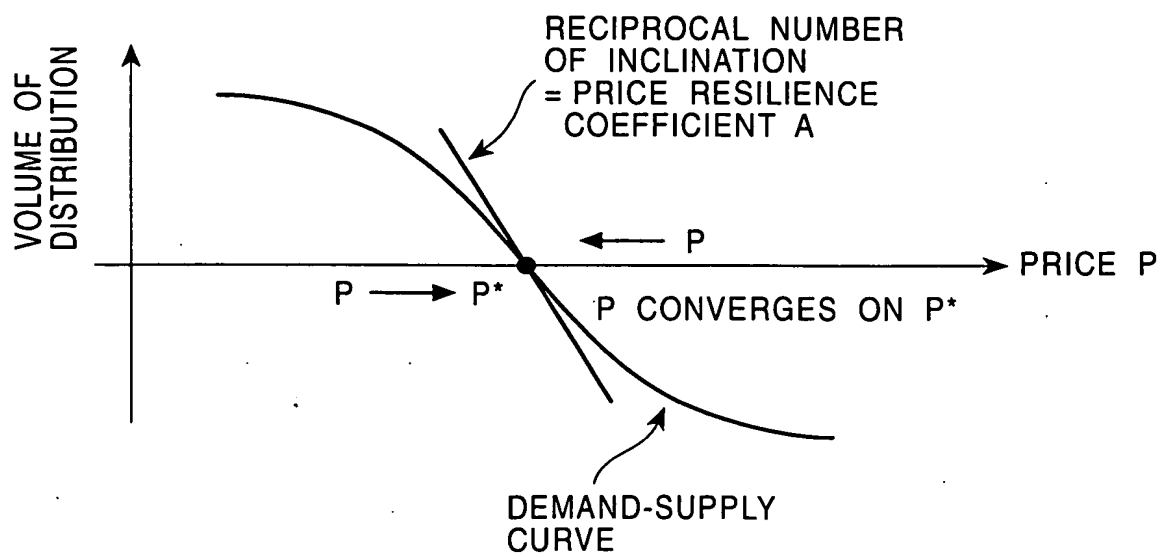 RECIPROCAL NUMBER
OF INCLINATION
= PRICE RESILIENCE
COEFFICIENT A
VOLUME OF
DISTRIBUTION
P
PRICE P
P
P*
P CONVERGES ON P*
DEMAND-SUPPLY
CURVE